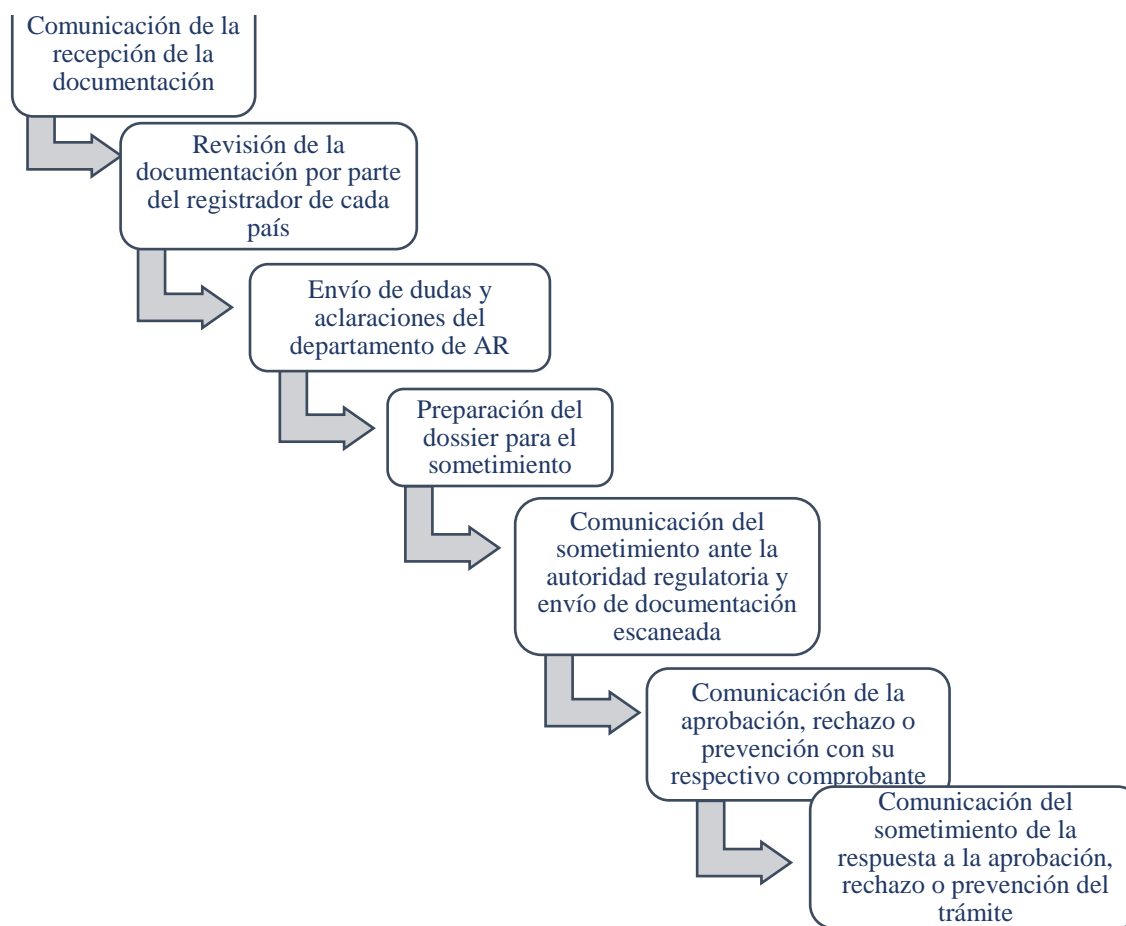 Comunicación de la
recepción de la
documentación
Revisión de la
documentación por parte
del registrador de cada
país
Envío de dudas y
aclaraciones del
departamento de AR
Preparación del
dossier para el
sometimiento
Comunicación del
sometimiento ante la
autoridad regulatoria y
envío de documentación
escaneada
Comunicación de la
aprobación, rechazo o
prevención con su
respectivo comprobante
Comunicación del
sometimiento de la
respuesta a la aprobación,
rechazo o prevención del
trámite